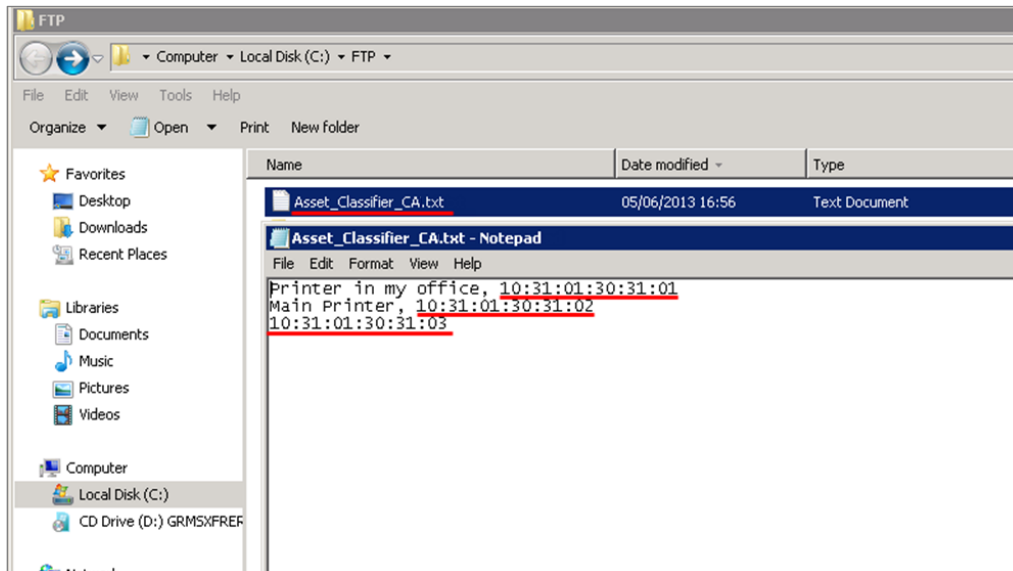 FTP
Computer Local Disk (C:) FTP
File Edit View Tools Help
Organize Open Print New folder
Name Date modified Type
Favorites
Desktop
Downloads
Recent Places
Libraries
Documents
Music
Pictures
Videos
Computer
Local Disk (C:)
CD Drive (D:) GRMSXFRER
Asset_Classifier_CA.txt 05/06/2013 16:56 Text Document
Asset_Classifier_CA.txt - Notepad
File Edit Format View Help
Printer in my office, 10:31:01:30:31:01
Main Printer, 10:31:01:30:31:02
10:31:01:30:31:03